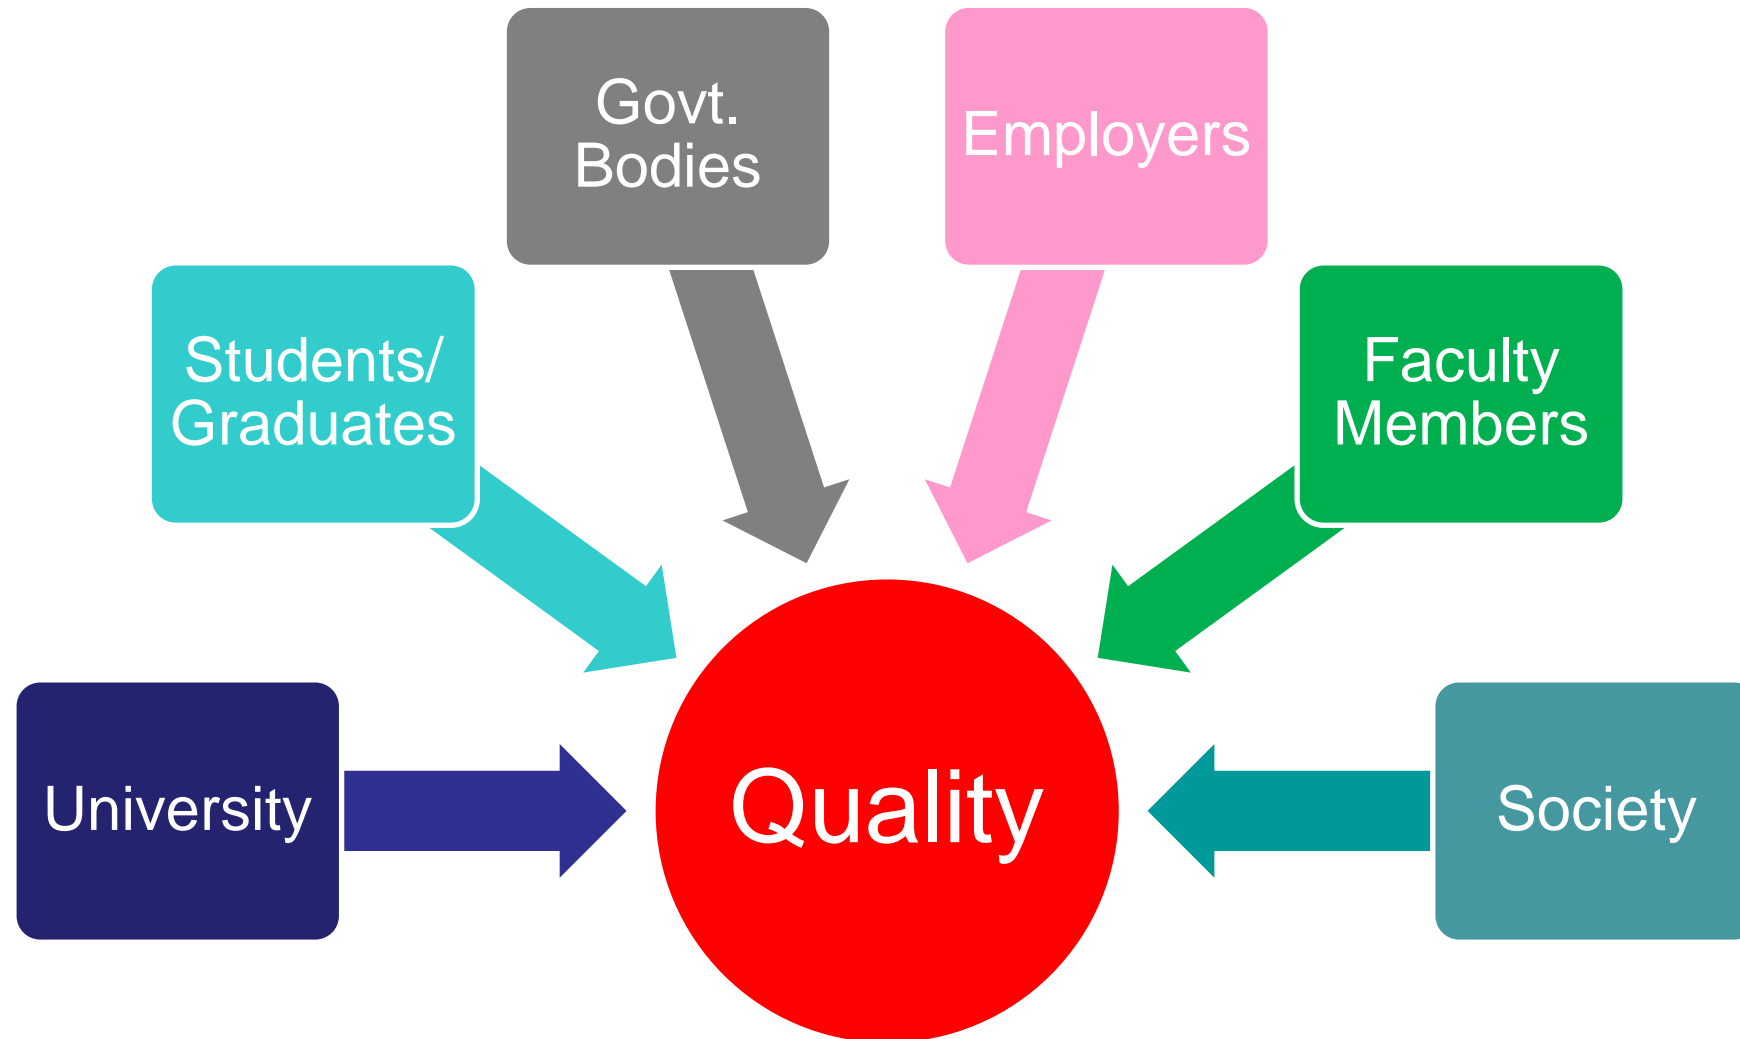 Govt.
Bodies
Employers
Students/
Graduates
Faculty
Members
University
Quality
Society